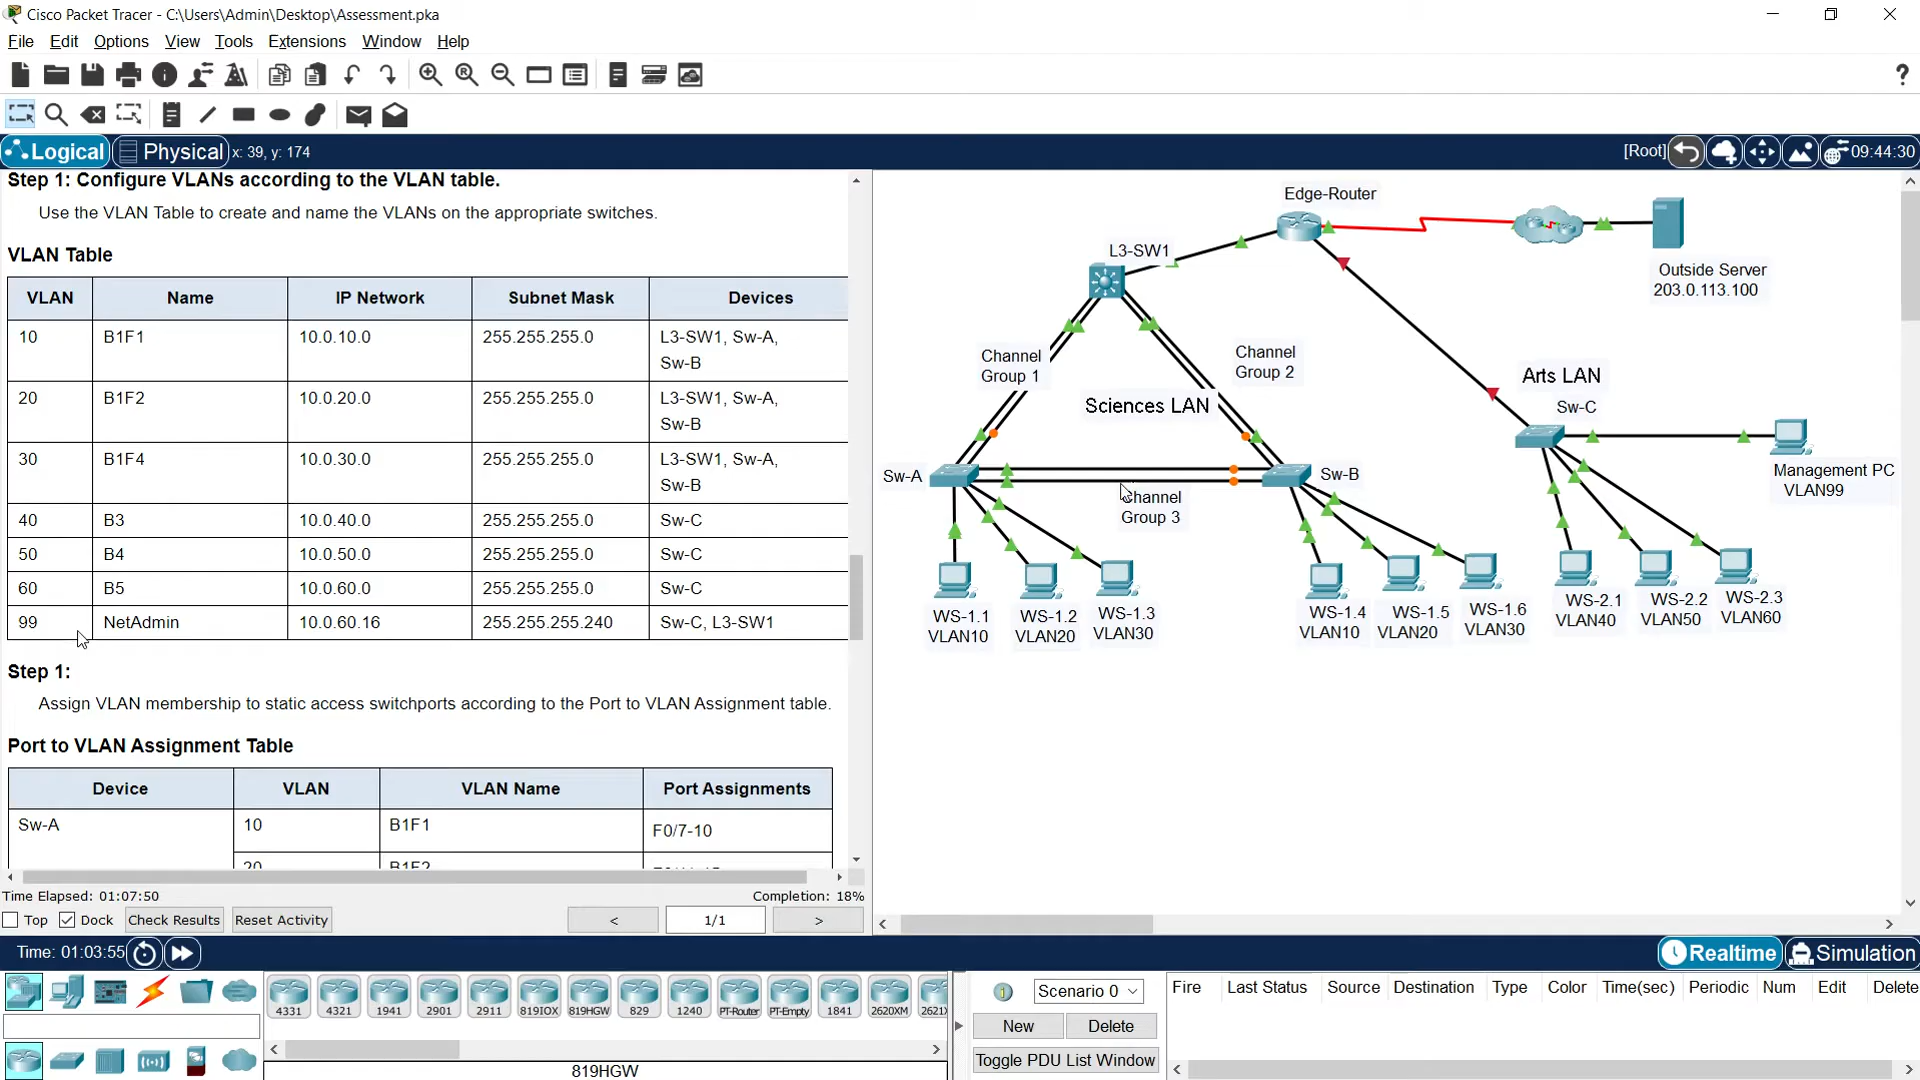 Cisco Packet Tracer - C:\Users\Admin\Desktop\Assessment.pka
File Edit Options View Tools Extensions Window Help
Logical Physical x: 39, y: 174
[Root] 09:44:30
Step 1: Configure VLANs according to the VLAN table.
Use the VLAN Table to create and name the VLANs on the appropriate switches.
VLAN Table
VLAN Name IP Network Subnet Mask Devices
10 B1F1 10.0.10.0 255.255.255.0 L3-SW1, Sw-A,
Sw-B
20 B1F2 10.0.20.0 255.255.255.0 L3-SW1, Sw-A,
Sw-B
30 B1F4 10.0.30.0 255.255.255.0 L3-SW1, Sw-A,
Sw-B
40 B3 10.0.40.0 255.255.255.0 Sw-C
50 B4 10.0.50.0 255.255.255.0 Sw-C
60 B5 10.0.60.0 255.255.255.0 Sw-C
99 NetAdmin 10.0.60.16 255.255.255.240 Sw-C, L3-SW1
Step 1:
Assign VLAN membership to static access switchports according to the Port to VLAN Assignment table.
Port to VLAN Assignment Table
Device VLAN VLAN Name Port Assignments
Sw-A 10 B1F1 F0/7-10
20 B1F2
Time Elapsed: 01:07:50 Completion: 18%
Top Dock Check Results Reset Activity < 1/1 >
Edge-Router
L3-SW1
Outside Server
203.0.113.100
Channel
Group 1
Channel
Group 2
Sciences LAN
Arts LAN
Sw-C
Sw-A
Sw-B
Channel
Group 3
Management PC
VLAN99
WS-1.1
VLAN10
WS-1.2
VLAN20
WS-1.3
VLAN30
WS-1.4
VLAN10
WS-1.5
VLAN20
WS-1.6
VLAN30
WS-2.1
VLAN40
WS-2.2
VLAN50
WS-2.3
VLAN60
Time: 01:03:55
Realtime Simulation
4331 4321 1941 2901 2911 819IOX 819HGW 829 1240 PT-Router PT-Empty 1841 2620XM 2621X
819HGW
Scenario 0
New Delete
Toggle PDU List Window
Fire Last Status Source Destination Type Color Time(sec) Periodic Num Edit Delete